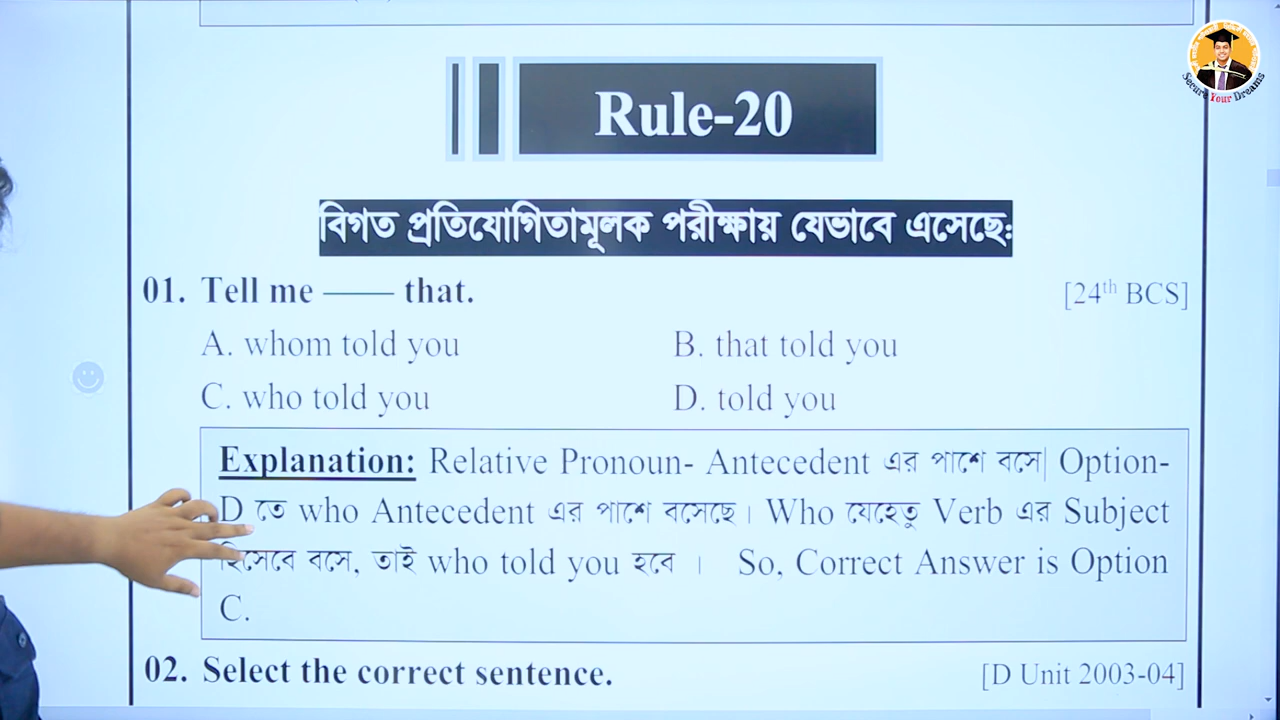 Rule-20
বিগত প্রতিযোগিতামূলক পরীক্ষায় যেভাবে এসেছে:
01. Tell me —— that. [24th BCS]
A. whom told you B. that told you
C. who told you D. told you
Explanation: Relative Pronoun- Antecedent এর পাশে বসে| Option-
D তে who Antecedent এর পাশে বসেছে। Who যেহেতু Verb এর Subject
হিসেবে বসে, তাই who told you হবে । So, Correct Answer is Option
C.
02. Select the correct sentence. [D Unit 2003-04]
Secure Your Dreams